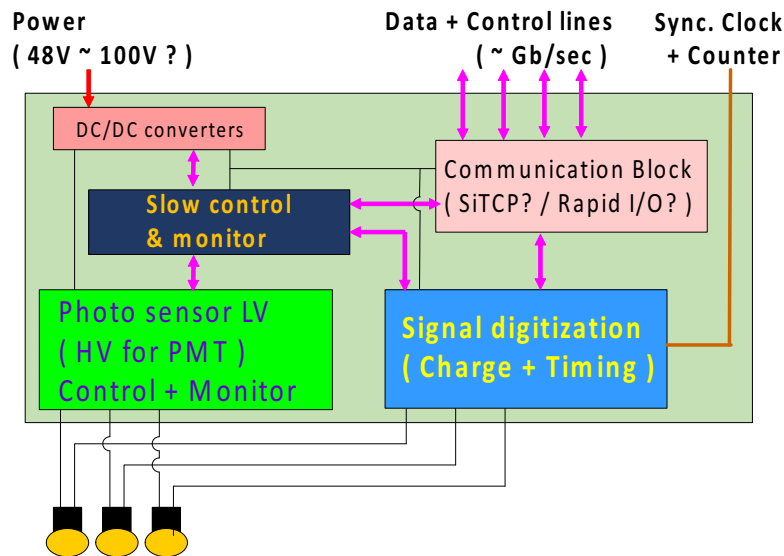 Power
( 48V ~ 100V ? )
Data + Control lines
( ~ Gb/sec )
Sync. Clock
+ Counter
DC/DC converters
Communication Block
( SiTCP? / Rapid I/O? )
Slow control
& monitor
Photo sensor LV
( HV for PMT )
Control + Monitor
Signal digitization
( Charge + Timing )